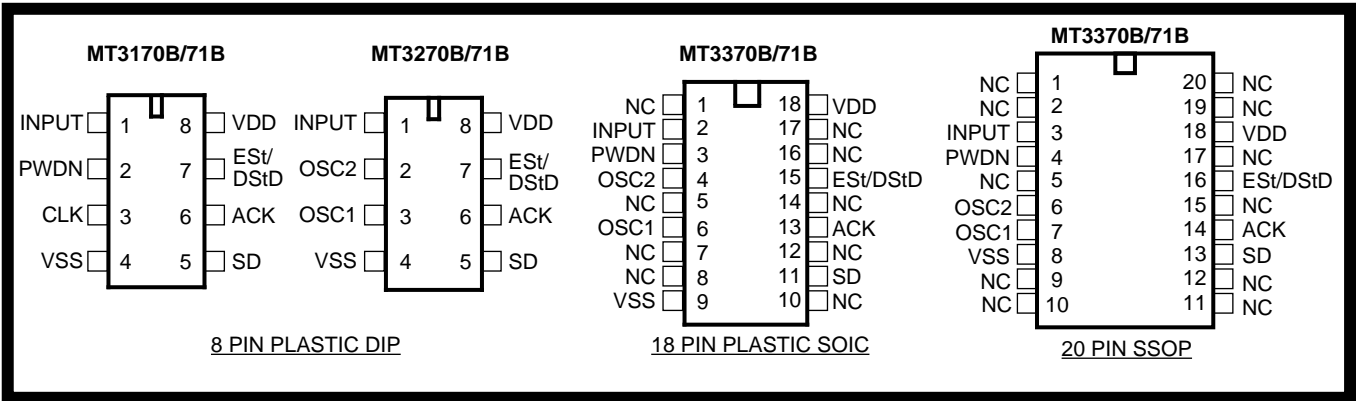 MT3170B/71B
INPUT 1 8 VDD
PWDN 2 7 ESt/
DStD
CLK 3 6 ACK
VSS 4 5 SD
MT3270B/71B
INPUT 1 8 VDD
OSC2 2 7 ESt/
DStD
OSC1 3 6 ACK
VSS 4 5 SD
8 PIN PLASTIC DIP
MT3370B/71B
NC 1 18 VDD
INPUT 2 17 NC
PWDN 3 16 NC
OSC2 4 15 ESt/DStD
NC 5 14 NC
OSC1 6 13 ACK
NC 7 12 NC
NC 8 11 SD
VSS 9 10 NC
18 PIN PLASTIC SOIC
MT3370B/71B
NC 1 20 NC
NC 2 19 NC
INPUT 3 18 VDD
PWDN 4 17 NC
NC 5 16 ESt/DStD
OSC2 6 15 NC
OSC1 7 14 ACK
VSS 8 13 SD
NC 9 12 NC
NC 10 11 NC
20 PIN SSOP